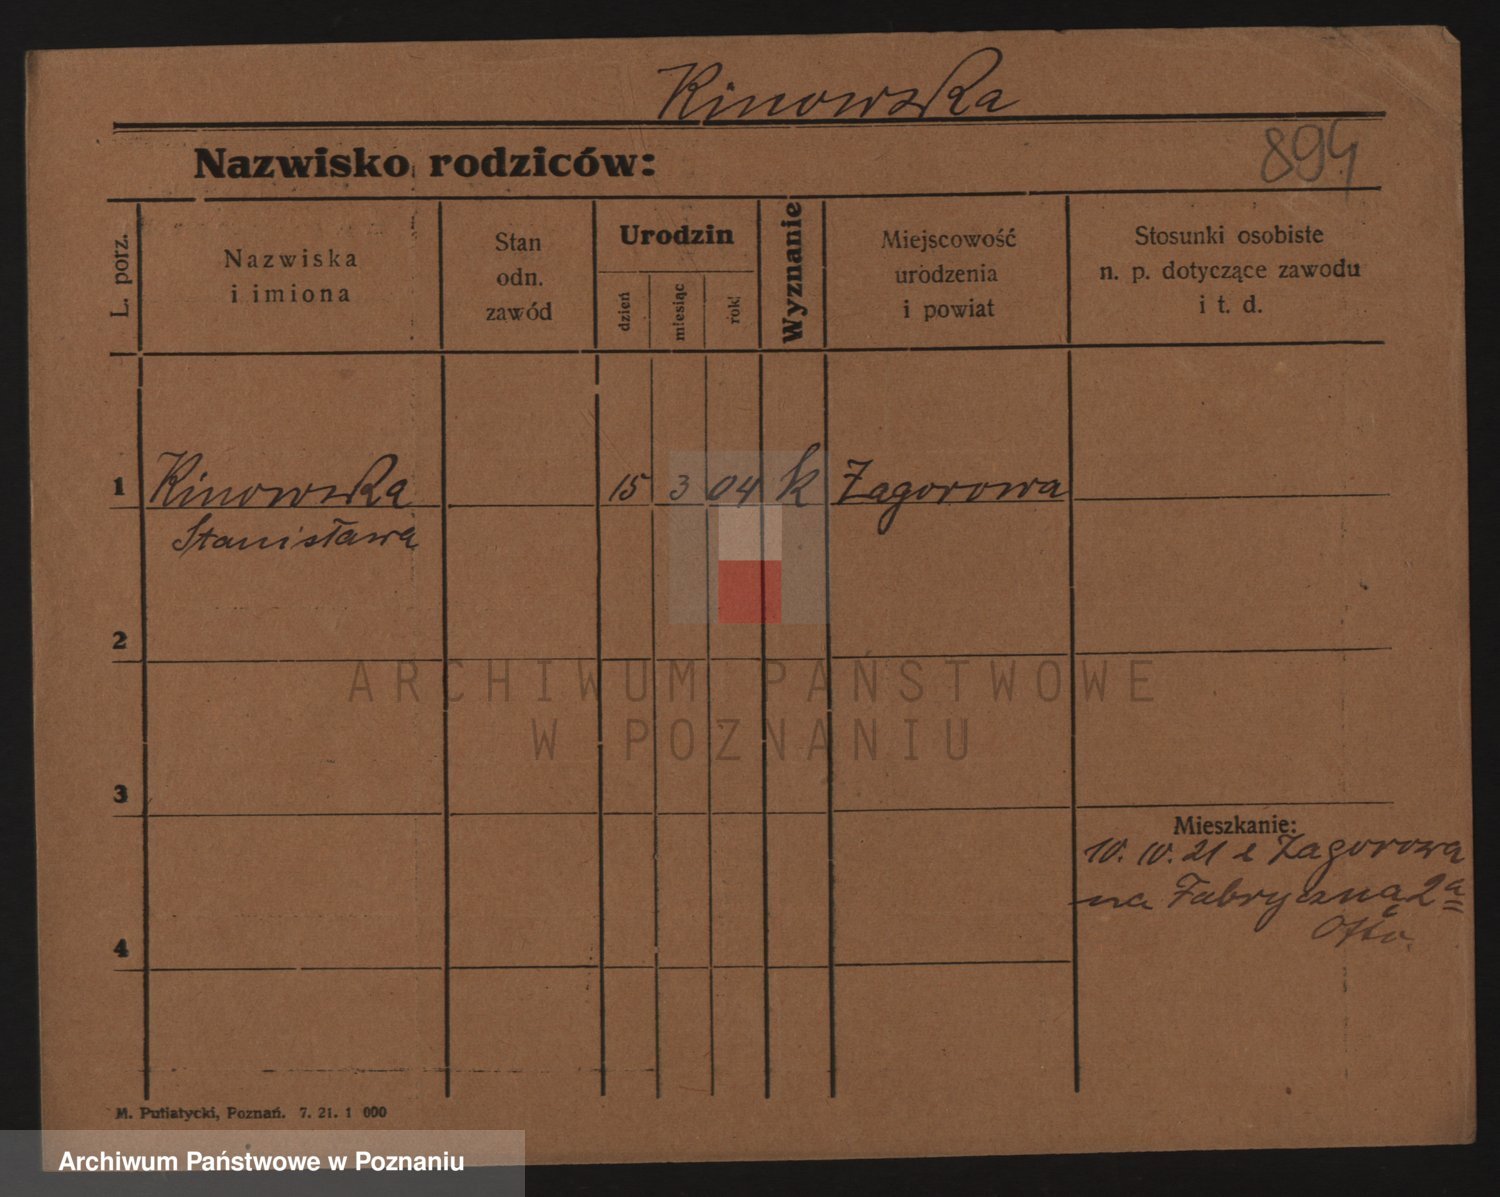 Kinowska
Nazwisko rodziców:
894
L. porz.
Nazwiska
i imiona
Stan
odn.
zawód
Urodzin
dzień
miesiąc
rok
Wyznanie
Miejscowość
urodzenia
i powiat
Stosunki osobiste
n. p. dotyczące zawodu
i t. d.
1 Kinowska 15 3 04 k Zagorowa
Stanisława
2
ARCHIWUM PAŃSTWOWE
W POZNANIU
3
Mieszkanie:
10. 10. 21 z Zagorowa
na Fabryczną 2a
4
M. Putiatycki, Poznań. 7. 21. 1 000
Archiwum Państwowe w Poznaniu